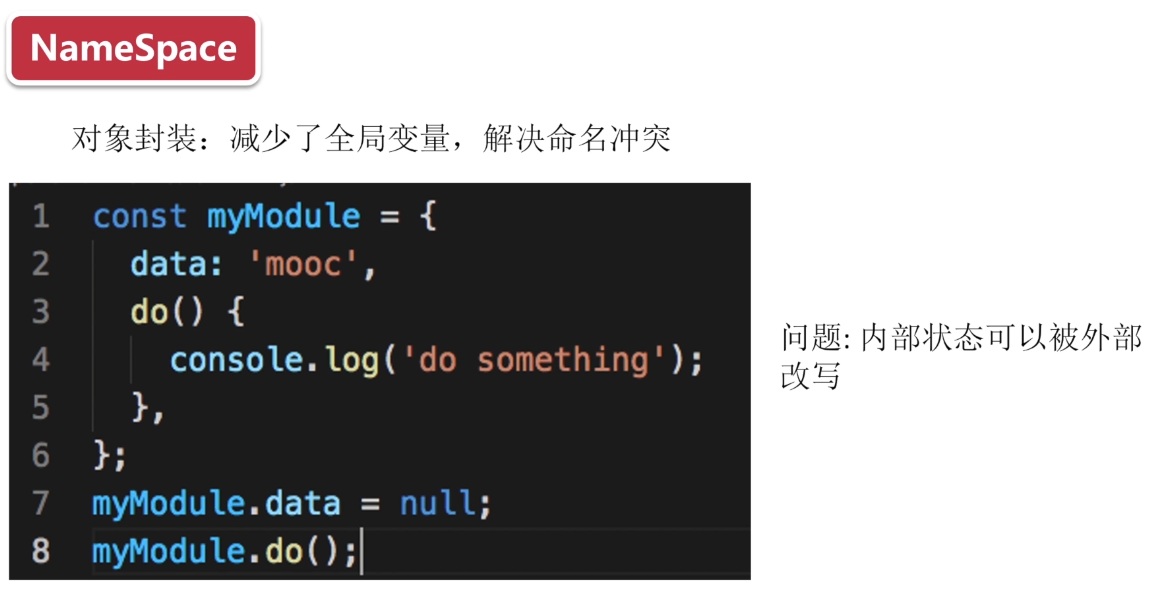 NameSpace
对象封装：减少了全局变量，解决命名冲突
1 const myModule = {
2 data: 'mooc',
3 do() {
4 console.log('do something');
5 },
6 };
7 myModule.data = null;
8 myModule.do();
问题: 内部状态可以被外部
改写